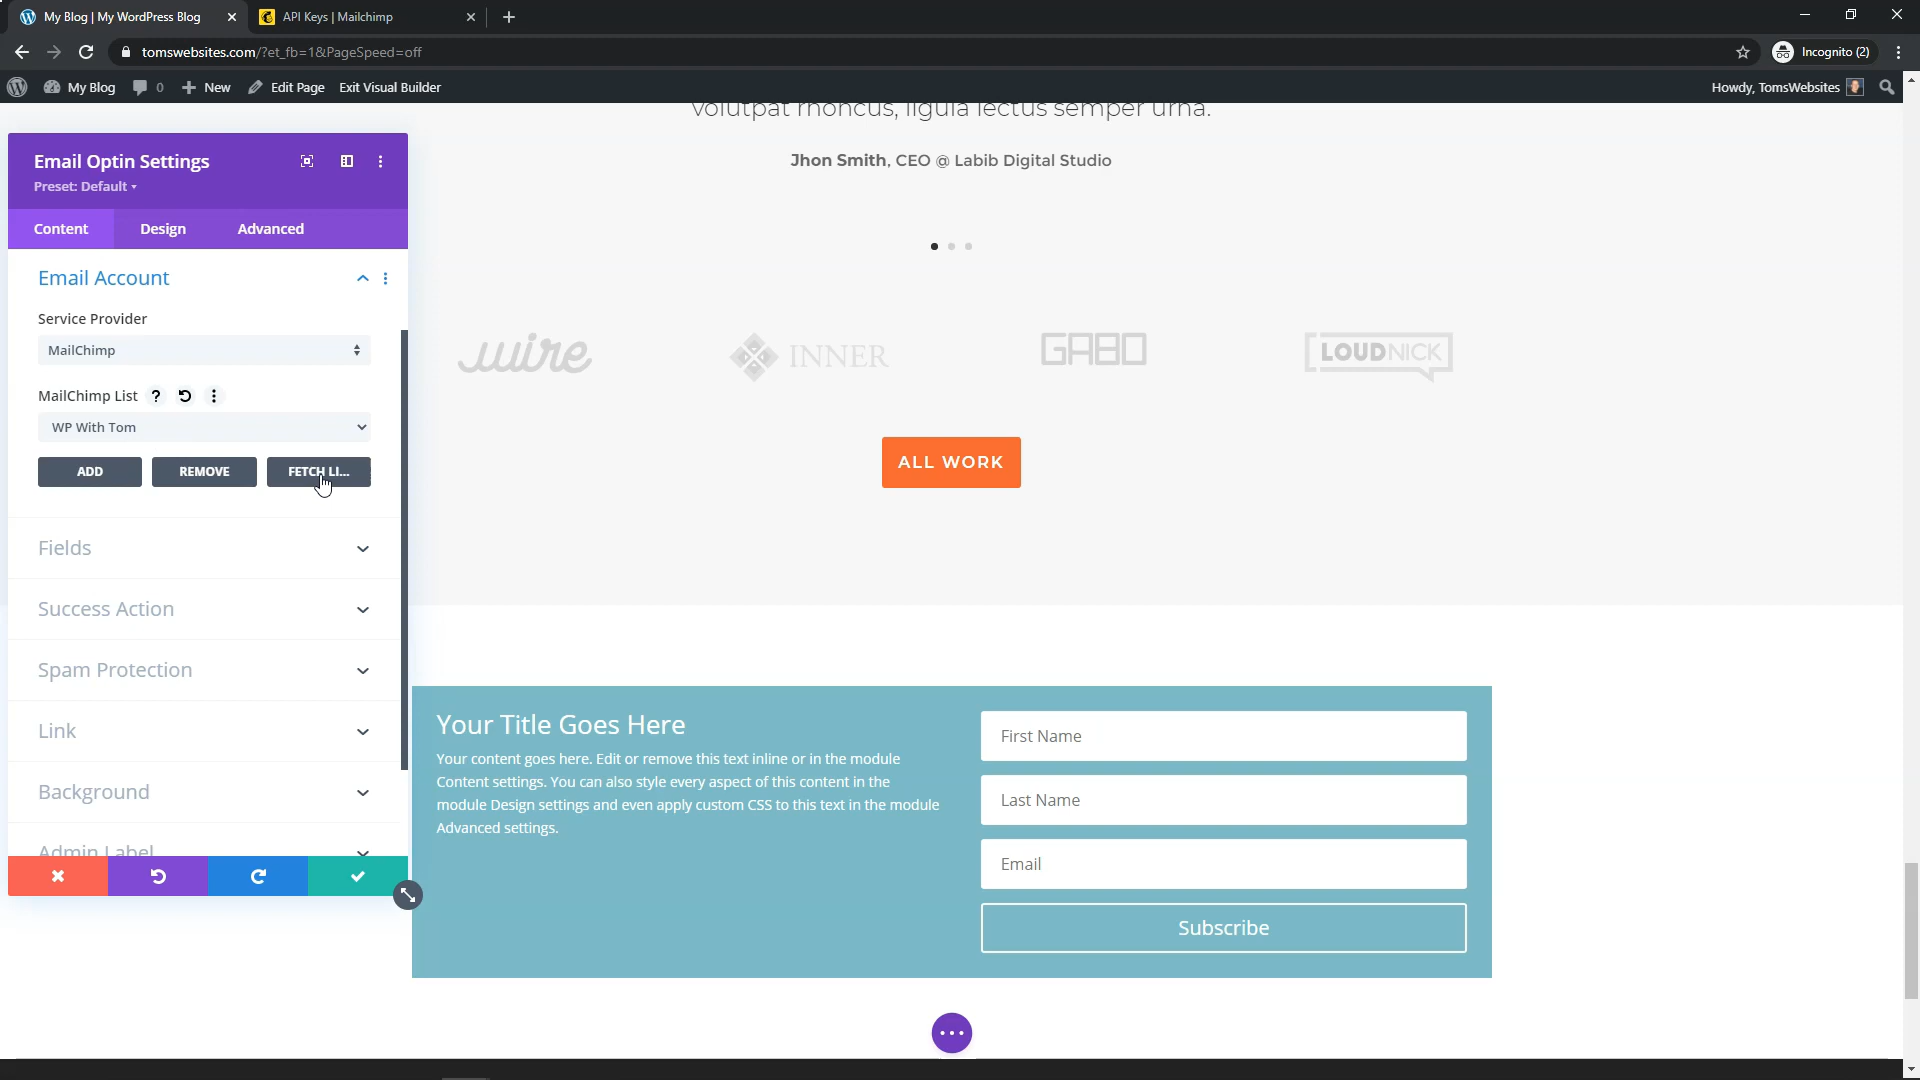 My Blog | My WordPress Blog
API Keys | Mailchimp
tomswebsites.com/?et_fb=1&PageSpeed=off
Incognito (2)
My Blog
0
New
Edit Page
Exit Visual Builder
Howdy, TomsWebsites
volutpat rhoncus, ligula lectus semper urna.
Jhon Smith, CEO @ Labib Digital Studio
Email Optin Settings
Preset: Default
Content
Design
Advanced
Email Account
Service Provider
MailChimp
MailChimp List
WP With Tom
ADD
REMOVE
FETCH LI...
Fields
Success Action
Spam Protection
Link
Background
Admin Label
wire
INNER
GABO
LOUDNICK
ALL WORK
Your Title Goes Here
Your content goes here. Edit or remove this text inline or in the module
Content settings. You can also style every aspect of this content in the
module Design settings and even apply custom CSS to this text in the module
Advanced settings.
First Name
Last Name
Email
Subscribe